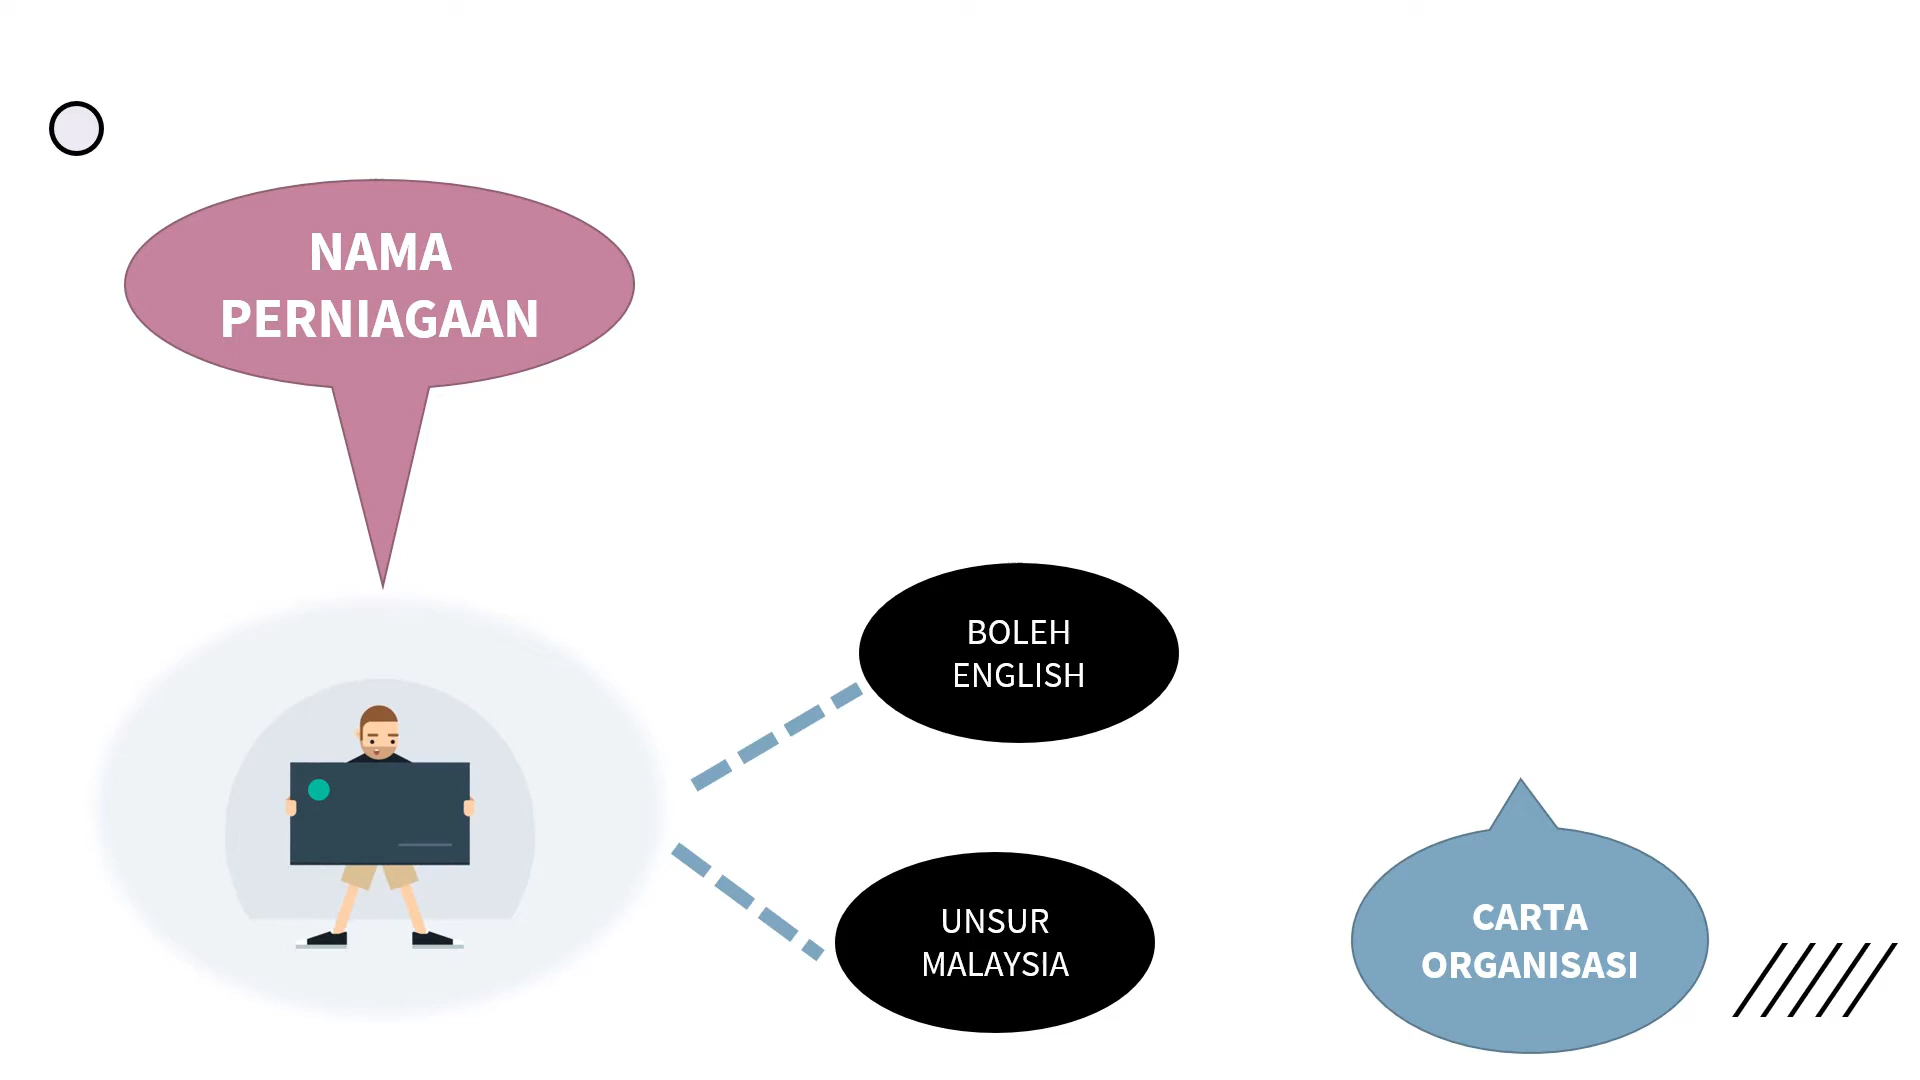 NAMA
PERNIAGAAN
BOLEH
ENGLISH
UNSUR
MALAYSIA
CARTA
ORGANISASI